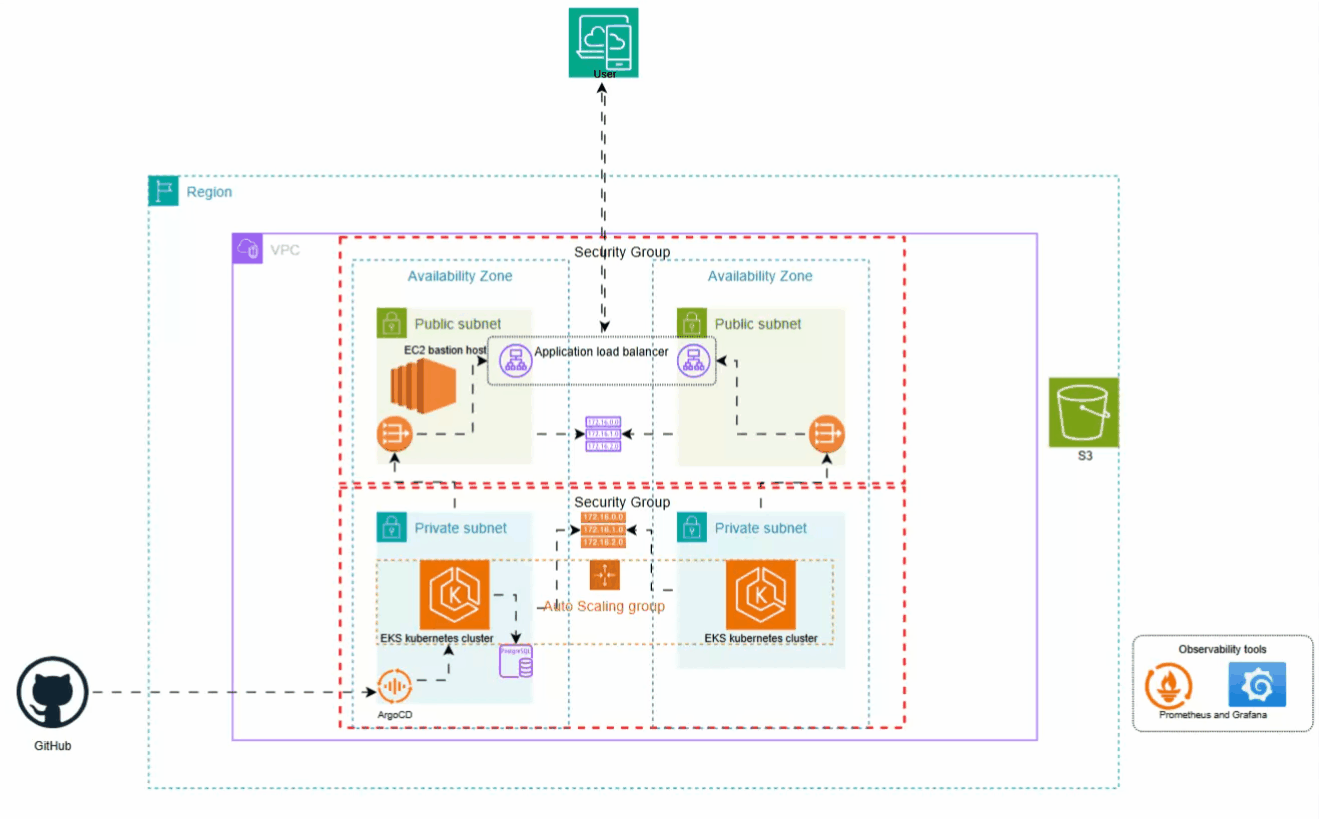 User
Region
VPC
Security Group
Availability Zone
Availability Zone
Public subnet
Public subnet
EC2 bastion host
Application load balancer
172.16.0.0
172.16.1.0
172.16.2.0
S3
Security Group
172.16.0.0
172.16.1.0
172.16.2.0
Private subnet
Private subnet
K
K
Auto Scaling group
EKS kubernetes cluster
EKS kubernetes cluster
PostgreSQL
ArgoCD
GitHub
Observability tools
Prometheus and Grafana